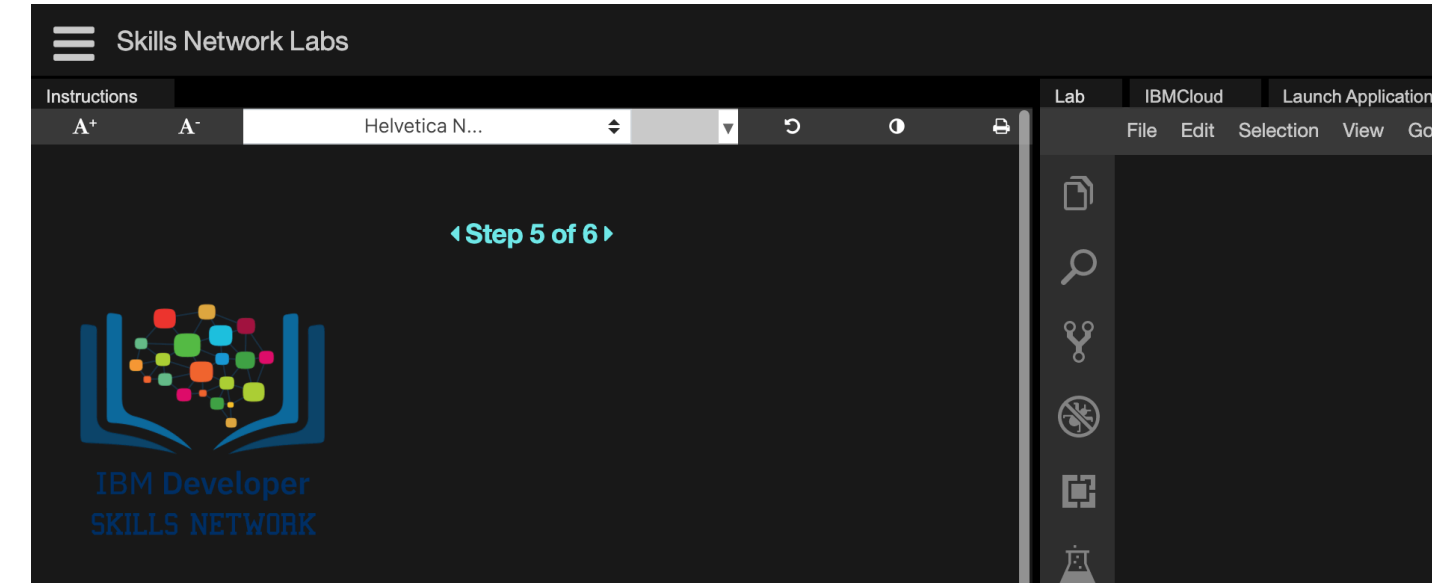 Skills Network Labs
Instructions
A+ A- Helvetica N...
Step 5 of 6
IBM Developer
SKILLS NETWORK
Lab IBMCloud Launch Application
File Edit Selection View Go